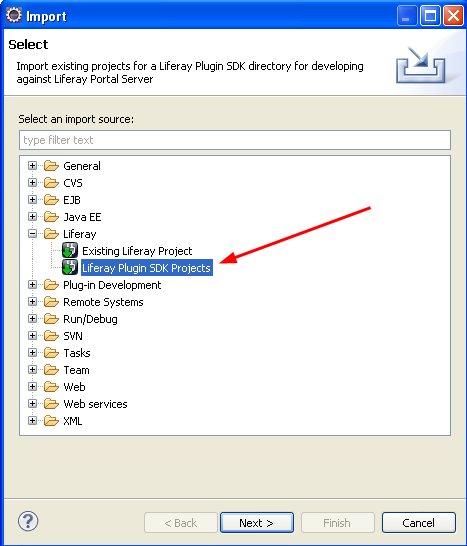 Import
Select
Import existing projects for a Liferay Plugin SDK directory for developing
against Liferay Portal Server
Select an import source:
type filter text
General
CVS
EJB
Java EE
Liferay
Existing Liferay Project
Liferay Plugin SDK Projects
Plug-in Development
Remote Systems
Run/Debug
SVN
Tasks
Team
Web
Web services
XML
?
< Back
Next >
Finish
Cancel